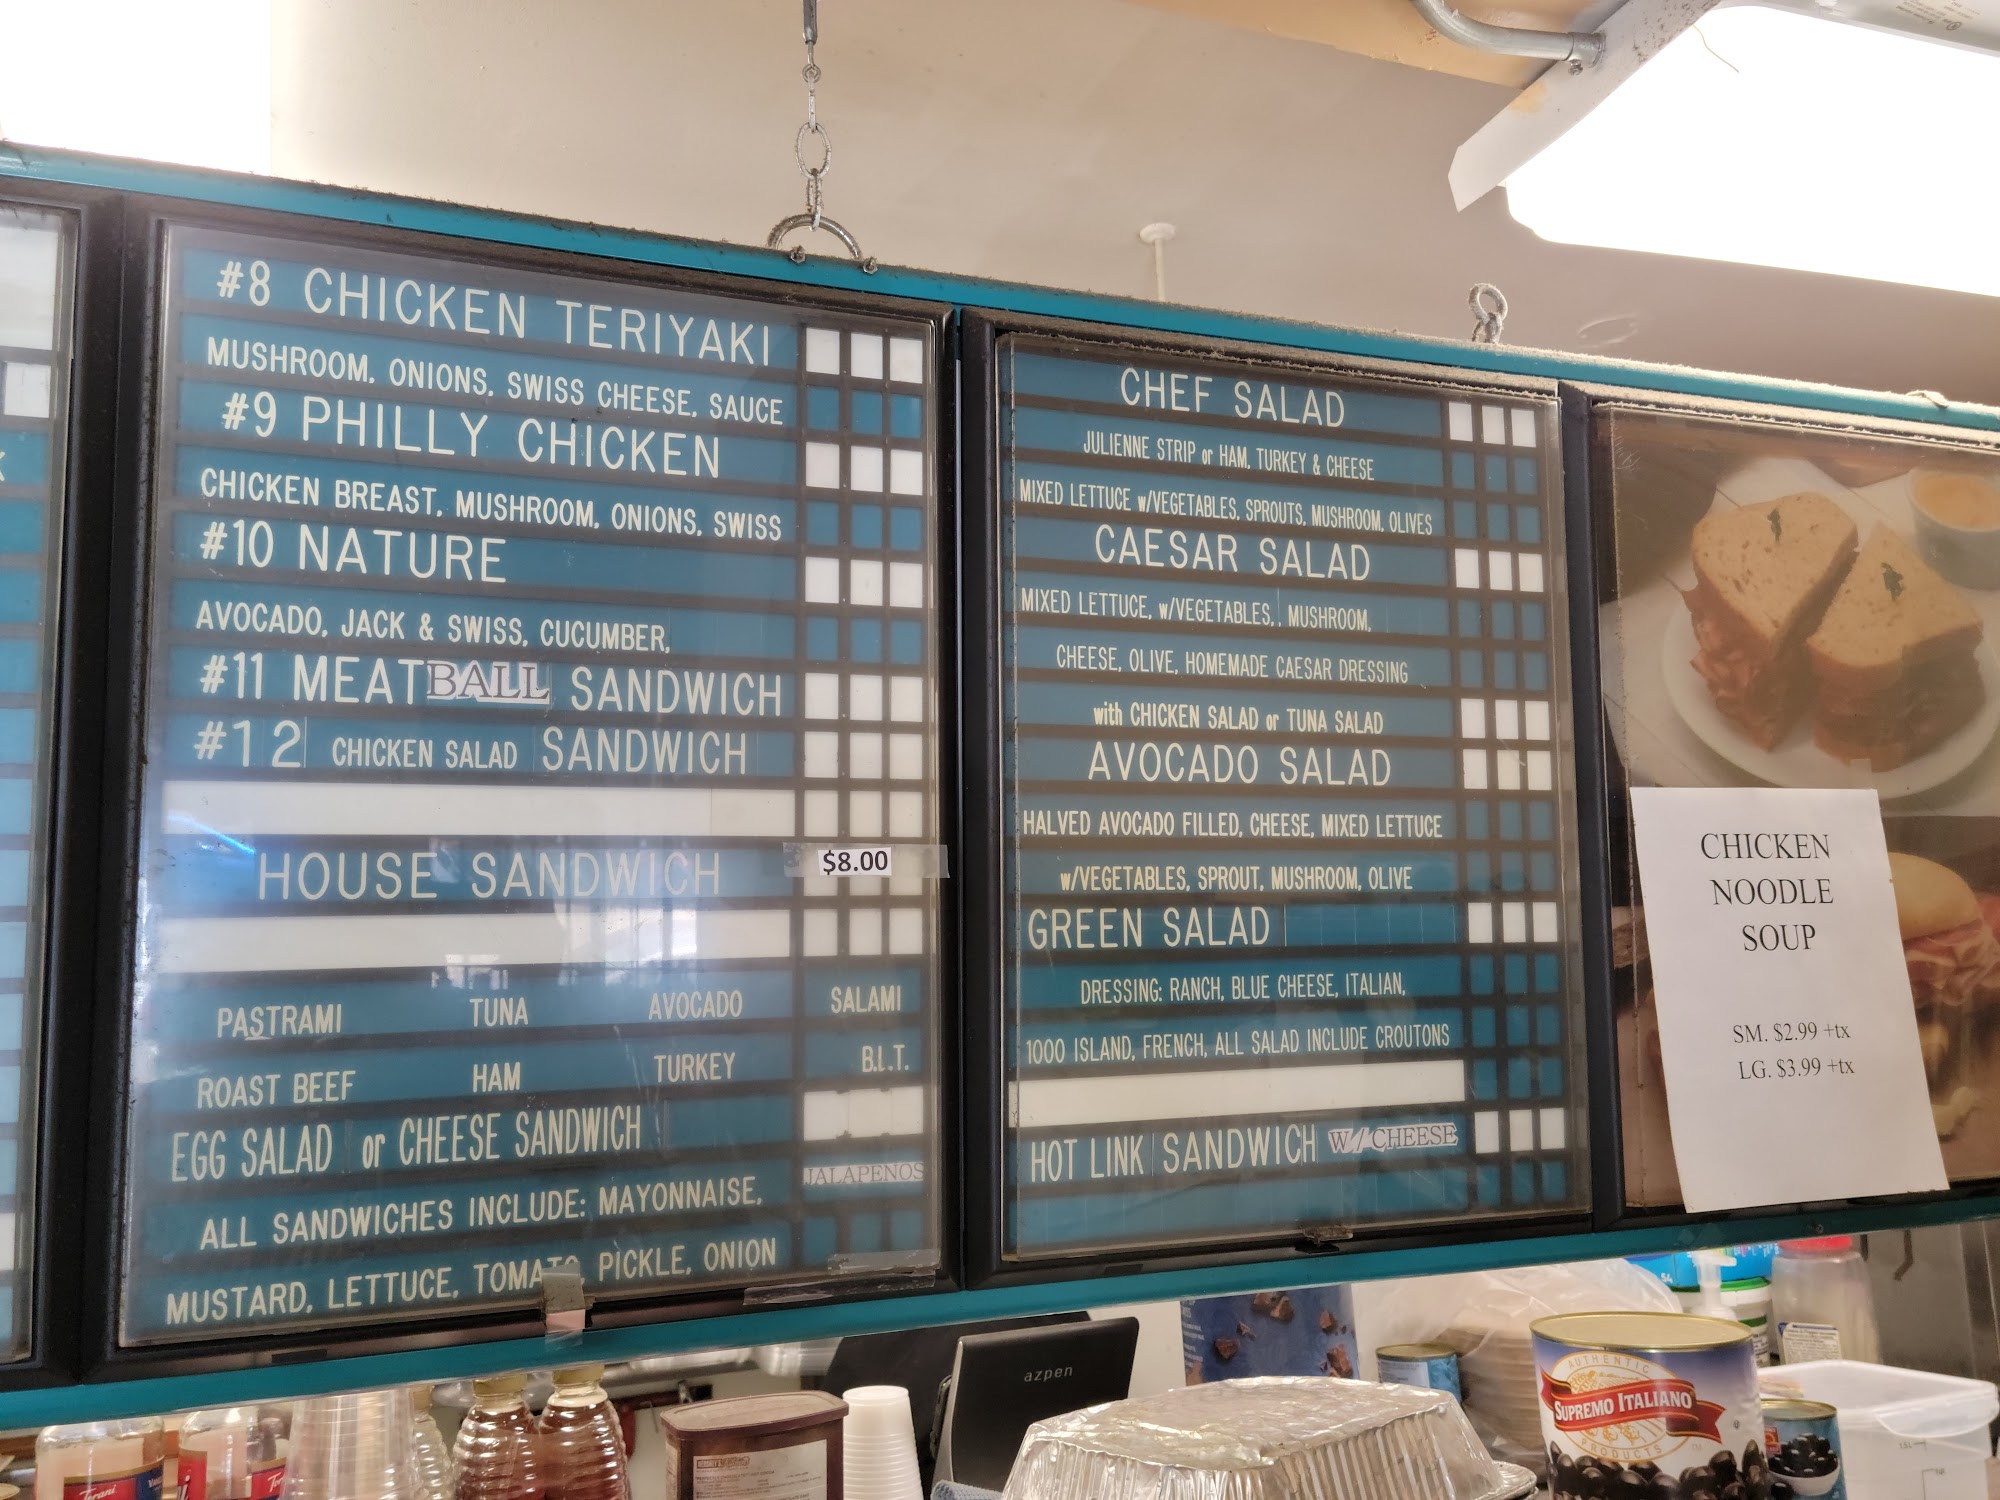 #8 CHICKEN TERIYAKI
MUSHROOM, ONIONS, SWISS CHEESE, SAUCE
#9 PHILLY CHICKEN
CHICKEN BREAST, MUSHROOM, ONIONS, SWISS
#10 NATURE
AVOCADO, JACK & SWISS, CUCUMBER,
#11 MEATBALL SANDWICH
#12 CHICKEN SALAD SANDWICH
HOUSE SANDWICH $8.00
PASTRAMI TUNA AVOCADO SALAMI
ROAST BEEF HAM TURKEY B.L.T.
EGG SALAD or CHEESE SANDWICH
JALAPENOS
ALL SANDWICHES INCLUDE: MAYONNAISE,
MUSTARD, LETTUCE, TOMATO, PICKLE, ONION
CHEF SALAD
JULIENNE STRIP or HAM, TURKEY & CHEESE
MIXED LETTUCE w/VEGETABLES, SPROUTS, MUSHROOM, OLIVES
CAESAR SALAD
MIXED LETTUCE, w/VEGETABLES, . MUSHROOM,
CHEESE, OLIVE, HOMEMADE CAESAR DRESSING
with CHICKEN SALAD or TUNA SALAD
AVOCADO SALAD
HALVED AVOCADO FILLED, CHEESE, MIXED LETTUCE
w/VEGETABLES, SPROUT, MUSHROOM, OLIVE
GREEN SALAD
DRESSING: RANCH, BLUE CHEESE, ITALIAN,
1000 ISLAND, FRENCH, ALL SALAD INCLUDE CROUTONS
HOT LINK SANDWICH W/CHEESE
CHICKEN
NOODLE
SOUP
SM. $2.99 +tx
LG. $3.99 +tx
azpen
AUTHENTIC
SUPREMO ITALIANO
PRODUCTS
Torani